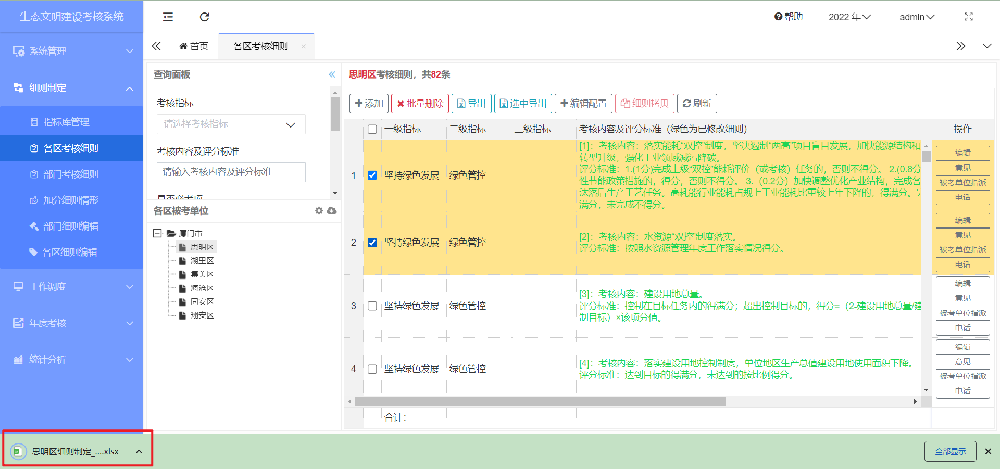 生态文明建设考核系统
帮助
2022 年
admin
首页
各区考核细则
系统管理
细则制定
指标库管理
各区考核细则
部门考核细则
加分细则情形
部门细则编辑
各区细则编辑
工作调度
年度考核
统计分析
查询面板
考核指标
请选择考核指标
考核内容及评分标准
请输入考核内容及评分标准
是否必考项
各区被考单位
厦门市
思明区
湖里区
集美区
海沧区
同安区
翔安区
思明区考核细则，共82条
添加
批量删除
导出
选中导出
编辑配置
细则拷贝
刷新
一级指标
二级指标
三级指标
考核内容及评分标准（绿色为已修改细则）
操作
1
坚持绿色发展
绿色管控
[1]：考核内容：落实能耗“双控”制度，坚决遏制“两高”项目盲目发展，加快能源结构和
转型升级，强化工业领域减污降碳。
评分标准：1.(1分)完成上级“双控”能耗评价（或考核）任务的，否则不得分。 2.(0.8分
性节能政策措施的，得分，否则不得分。 3.（0.2分）加快调整优化产业结构，完成各
汰落后生产工艺任务。高耗能行业能耗占规上工业能耗比重较上年下降的，得满分。完
满分，未完成不得分。
编辑
意见
被考单位指派
电话
2
坚持绿色发展
绿色管控
[2]：考核内容：水资源“双控”制度落实。
评分标准：按照水资源管理年度工作落实情况得分。
编辑
意见
被考单位指派
电话
3
坚持绿色发展
绿色管控
[3]：考核内容：建设用地总量。
评分标准：控制在目标任务内的得满分；超出控制目标的，得分=（2-建设用地总量/建
制目标）×该项分值。
编辑
意见
被考单位指派
电话
4
坚持绿色发展
绿色管控
[4]：考核内容：落实建设用地控制制度，单位地区生产总值建设用地使用面积下降。
评分标准：达到目标的得满分，未达到的按比例得分。
编辑
意见
被考单位指派
电话
合计：
思明区细则制定_....xlsx
全部显示